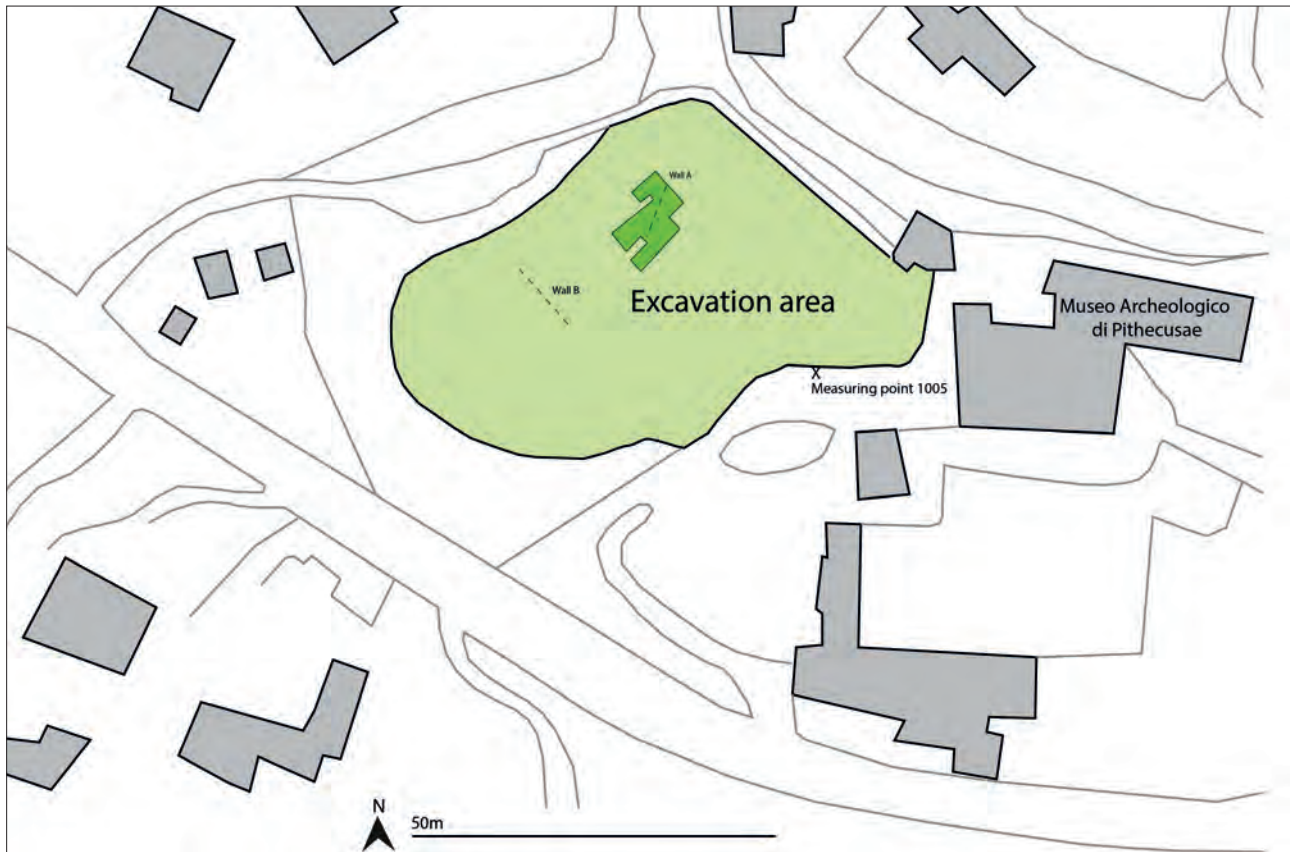 Wall A
Wall B
Excavation area
Museo Archeologico
di Pithecusae
X
Measuring point 1005
N
50m